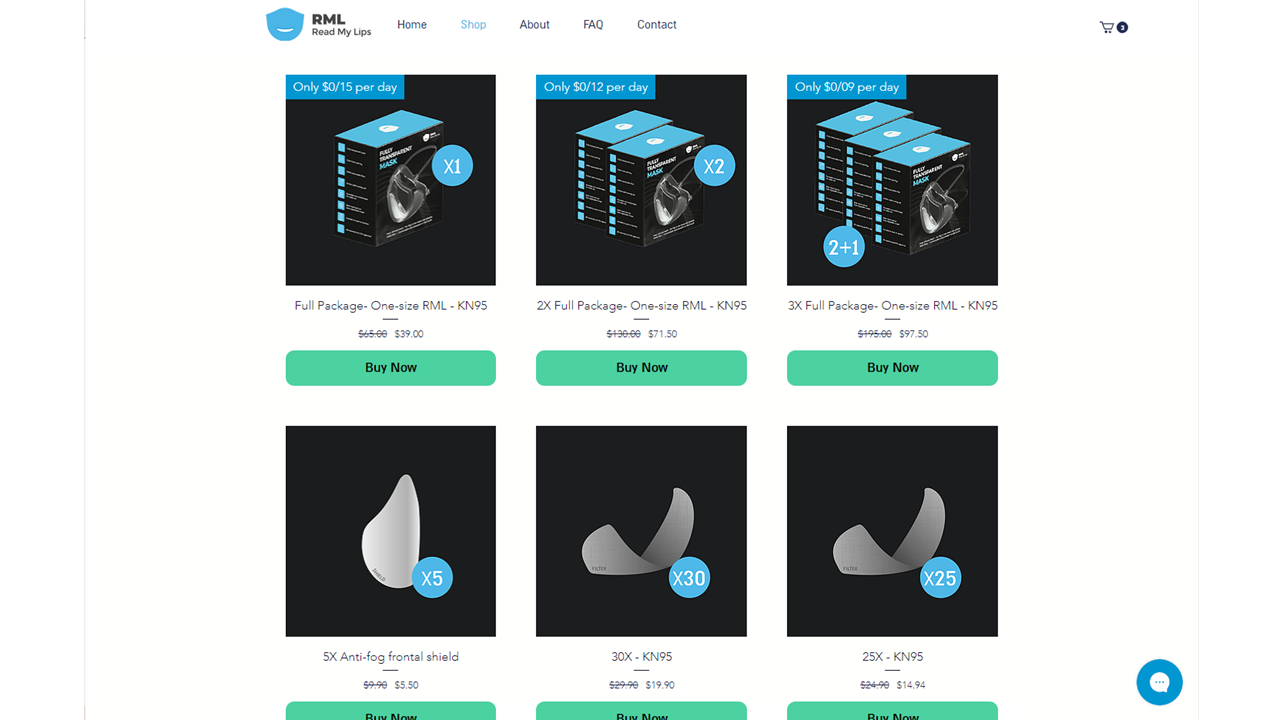 RML
Read My Lips
Home
Shop
About
FAQ
Contact
3
Only $0/15 per day
Only $0/12 per day
Only $0/09 per day
FULLY
TRANSPARENT
MASK
X1
FULLY
TRANSPARENT
MASK
X2
FULLY
TRANSPARENT
MASK
2+1
Full Package- One-size RML - KN95
2X Full Package- One-size RML - KN95
3X Full Package- One-size RML - KN95
$65.00 $39.00
$130.00 $71.50
$195.00 $97.50
Buy Now
Buy Now
Buy Now
SHIELD
X5
FILTER
X30
FILTER
X25
5X Anti-fog frontal shield
30X - KN95
25X - KN95
$9.90 $5.50
$29.90 $19.90
$24.90 $14.94
Buy Now
Buy Now
Buy Now